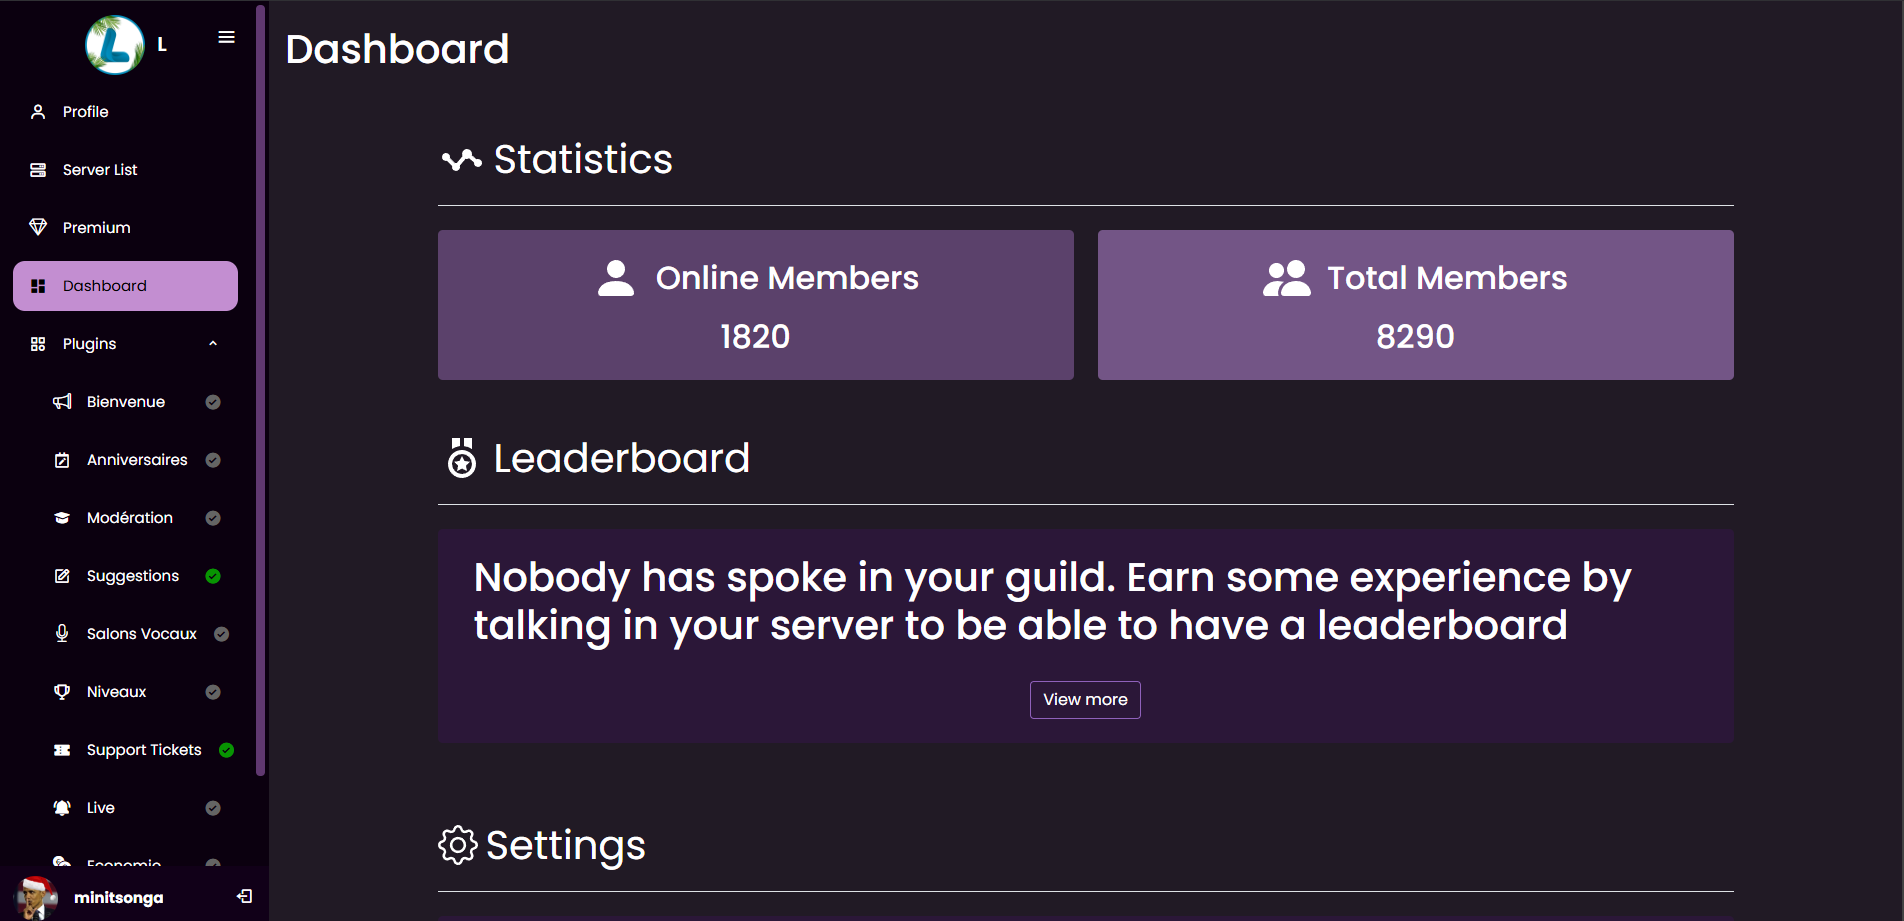 L
Profile
Server List
Premium
Dashboard
Plugins
Bienvenue
Anniversaires
Modération
Suggestions
Salons Vocaux
Niveaux
Support Tickets
Live
Economie
minitsonga
Dashboard
Statistics
Online Members
1820
Total Members
8290
Leaderboard
Nobody has spoke in your guild. Earn some experience by
talking in your server to be able to have a leaderboard
View more
Settings